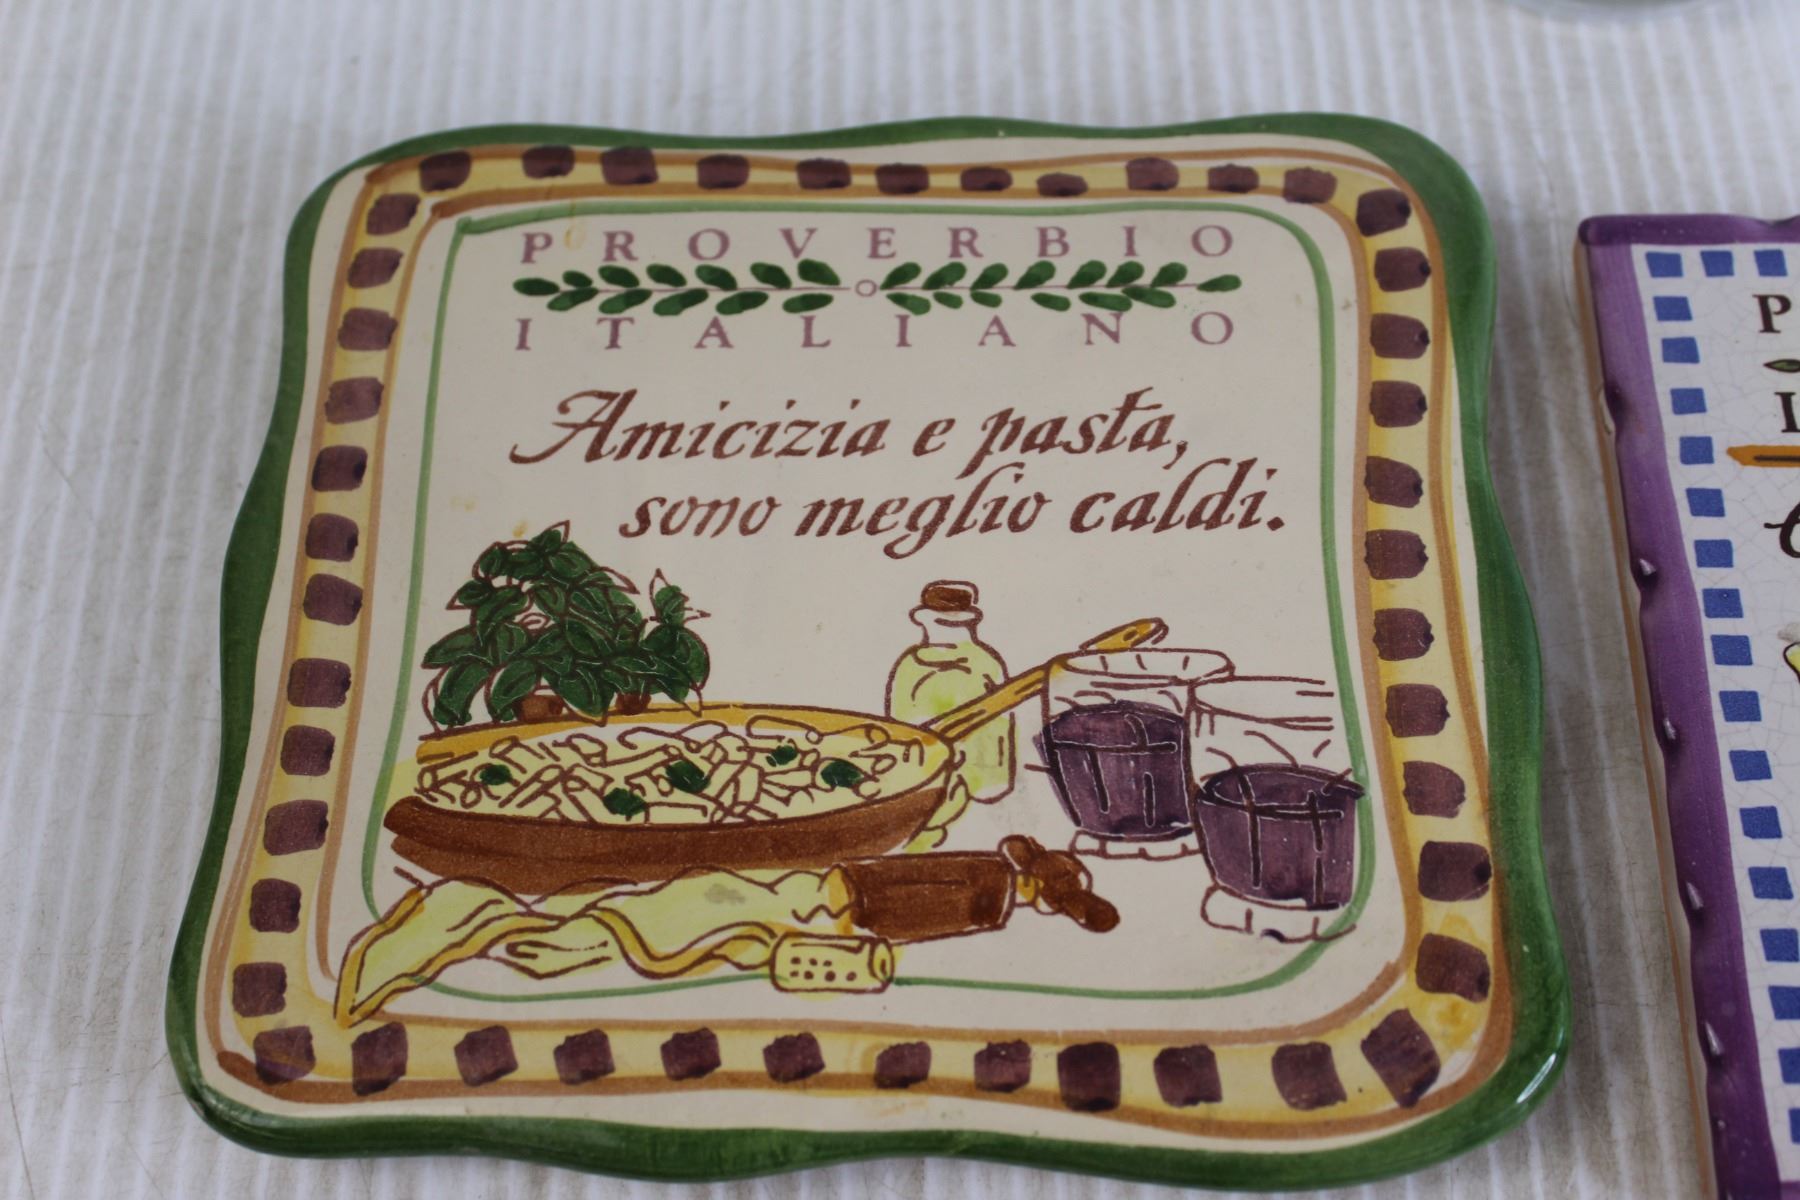 PROVERBIO
ITALIANO
Amicizia e pasta,
sono meglio caldi.